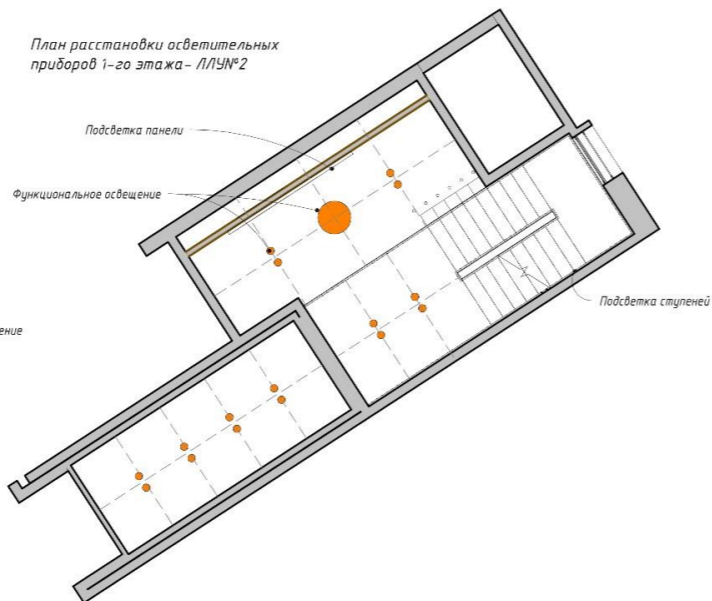 План расстановки осветительных
приборов 1-го этажа- ЛЛУ№2
Подсветка панели
Функциональное освещение
Подсветка ступеней